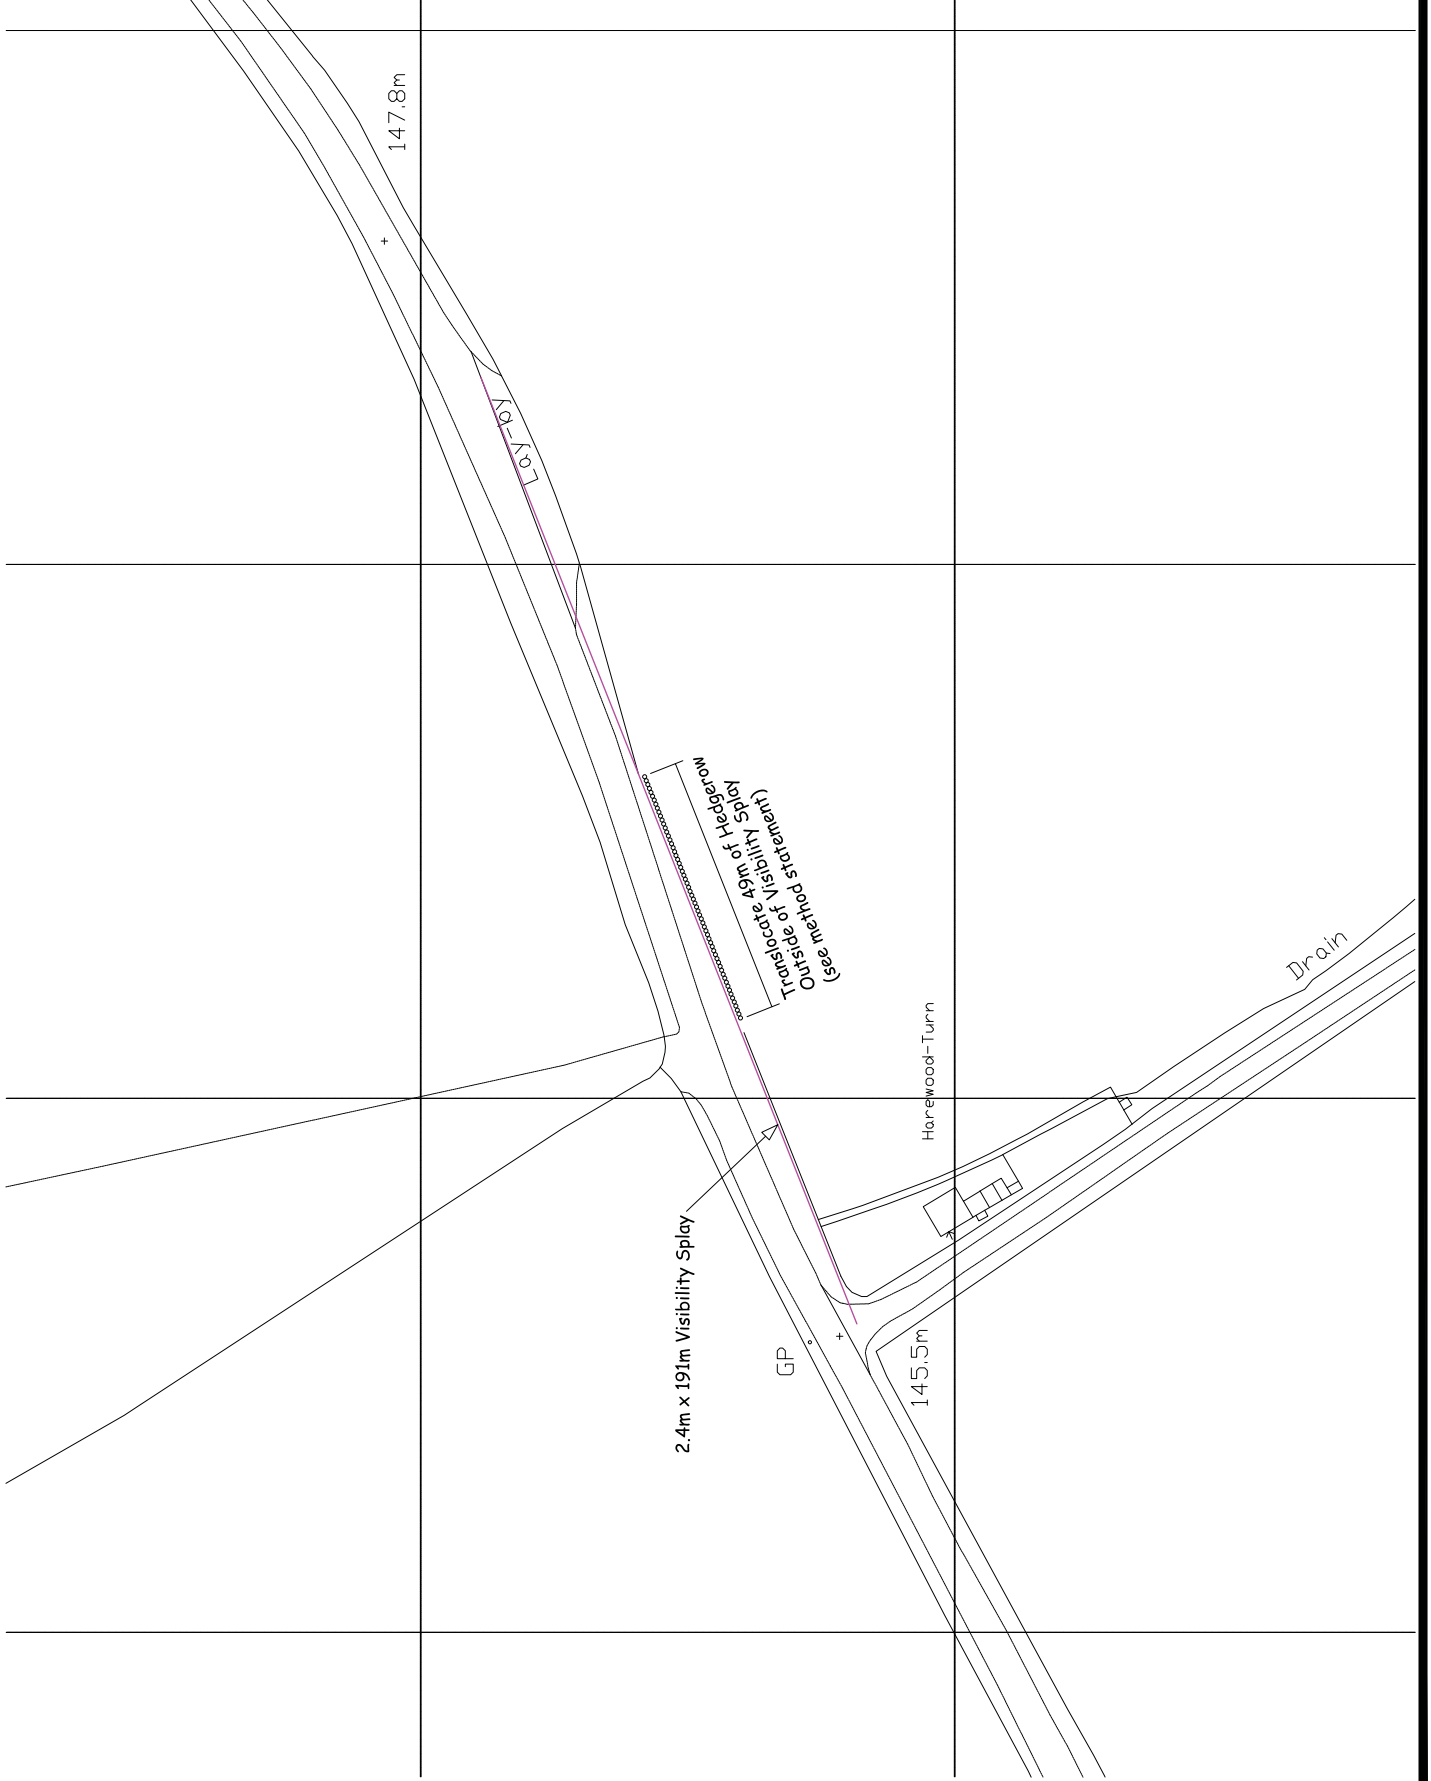 147.8m
Lay-by
Translocate 49m of Hedgerow
Outside of Visibility Splay
(see method statement)
Drain
Harewood-Turn
2.4m x 191m Visibility Splay
GP
145.5m